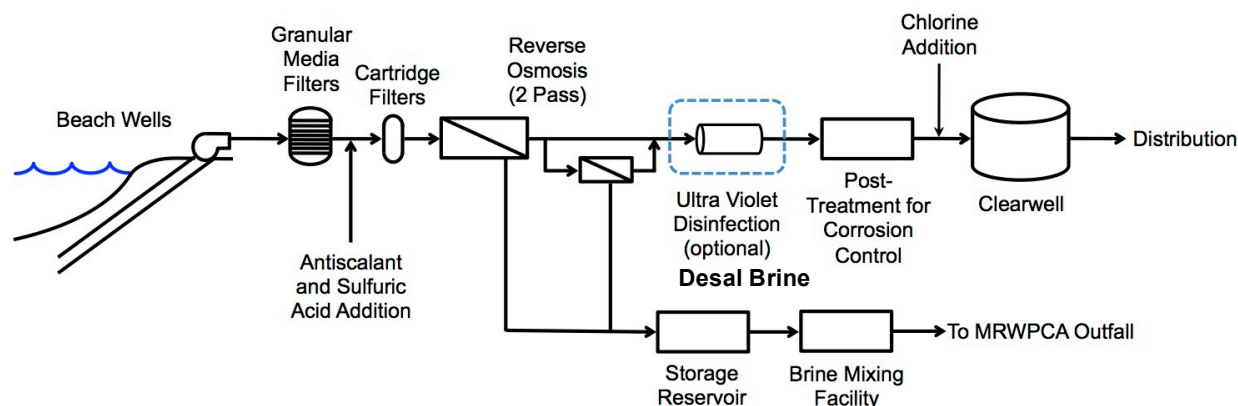 Beach Wells
Granular
Media
Filters
Antiscalant
and Sulfuric
Acid Addition
Cartridge
Filters
Reverse
Osmosis
(2 Pass)
Ultra Violet
Disinfection
(optional)
Desal Brine
Post-
Treatment for
Corrosion
Control
Chlorine
Addition
Clearwell
Distribution
Storage
Reservoir
Brine Mixing
Facility
To MRWPCA Outfall